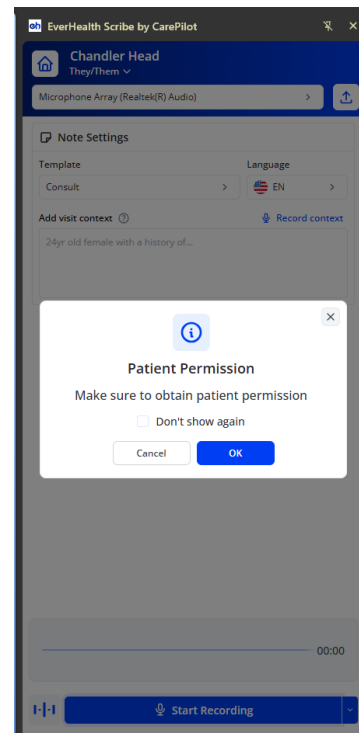 eh EverHealth Scribe by CarePilot
Chandler Head
They/Them
Microphone Array (Realtek(R) Audio)
Note Settings
Template Language
Consult EN
Add visit context Record context
24yr old female with a history of...
Patient Permission
Make sure to obtain patient permission
Don't show again
Cancel OK
00:00
Start Recording